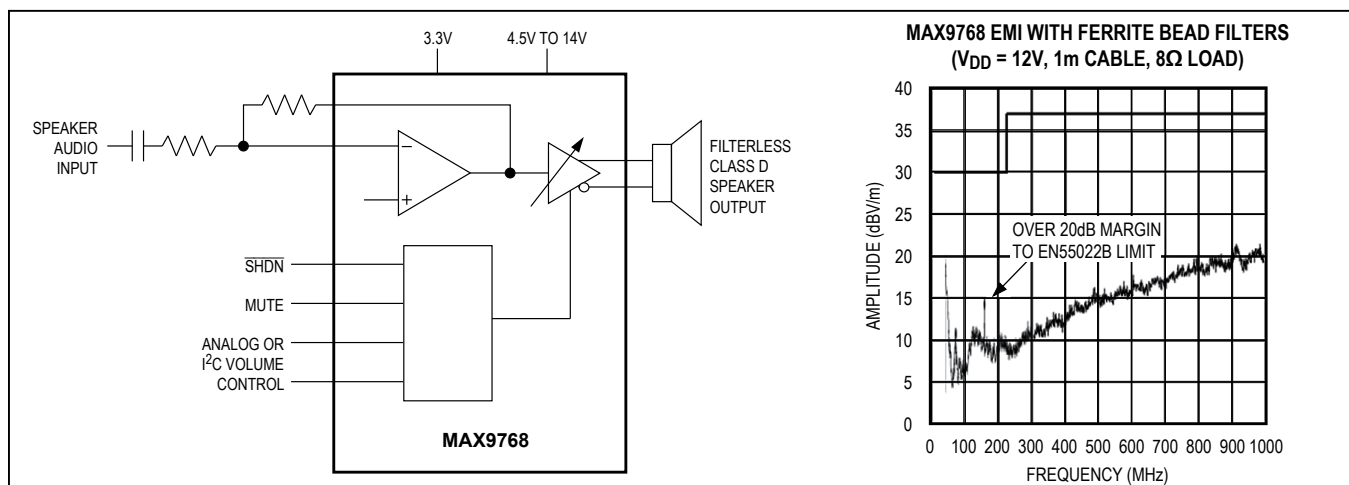 3.3V
4.5V TO 14V
SPEAKER
AUDIO
INPUT
−
+
FILTERLESS
CLASS D
SPEAKER
OUTPUT
SHDN
MUTE
ANALOG OR
I²C VOLUME
CONTROL
MAX9768
MAX9768 EMI WITH FERRITE BEAD FILTERS
(VDD = 12V, 1m CABLE, 8Ω LOAD)
AMPLITUDE (dBV/m)
40
35
30
25
20
15
10
5
0
OVER 20dB MARGIN
TO EN55022B LIMIT
0 100 200 300 400 500 600 700 800 900 1000
FREQUENCY (MHz)